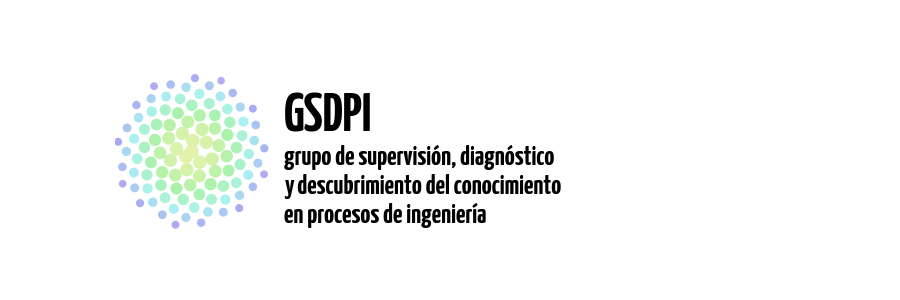 GSDPI
grupo de supervisión, diagnóstico
y descubrimiento del conocimiento
en procesos de ingeniería